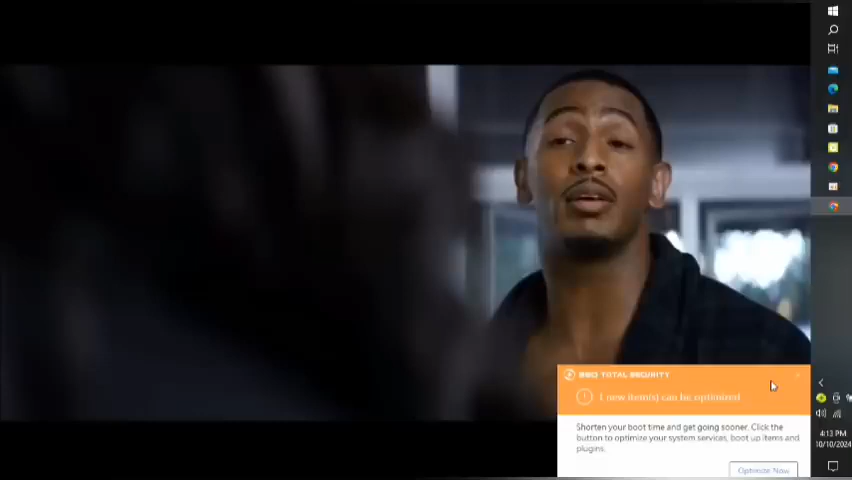 360 TOTAL SECURITY
1 new item(s) can be optimized
Shorten your boot time and get going sooner. Click the
button to optimize your system services, boot up items and
plugins.
Optimize Now
4:13 PM
10/10/2024